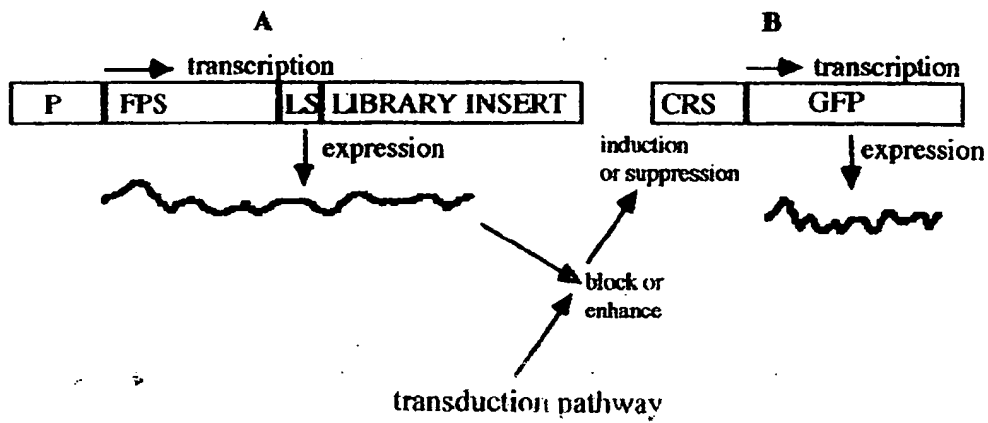 A
transcription
P FPS LS LIBRARY INSERT
expression
B
transcription
CRS GFP
expression
induction
or suppression
block or
enhance
transduction pathway